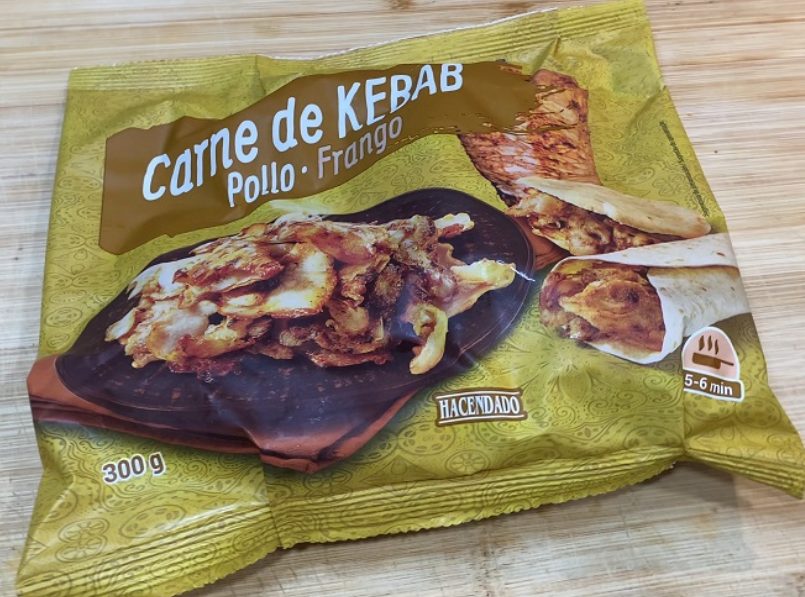 Carne de KEBAB
Pollo · Frango
HACENDADO
5-6 min
300 g